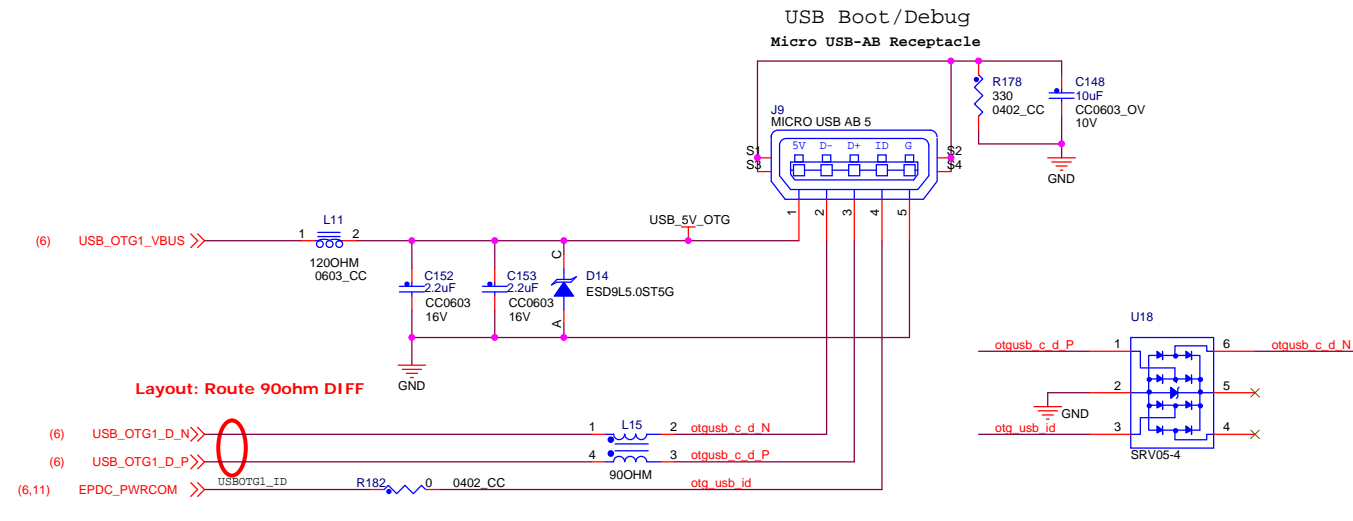 USB Boot/Debug
Micro USB-AB Receptacle
R178
330
0402_CC
C148
10uF
CC0603_OV
10V
GND
J9
MICRO USB AB 5
5V D- D+ ID G
S1
S3
S2
S4
1 2 3 4 5
USB_5V_OTG
(6) USB_OTG1_VBUS
1 L11 2
120OHM
0603_CC
C152
2.2uF
CC0603
16V
C153
2.2uF
CC0603
16V
C
D14
ESD9L5.0ST5G
A
GND
U18
otgusb_c_d_P 1 6 otgusb_c_d_N
2 5
GND
otg_usb_id 3 4
SRV05-4
Layout: Route 90ohm DIFF
(6) USB_OTG1_D_N 1 L15 2 otgusb_c_d_N
(6) USB_OTG1_D_P 4 3 otgusb_c_d_P
90OHM
USBOTG1_ID
(6,11) EPDC_PWRCOM R182 0 0402_CC otg_usb_id